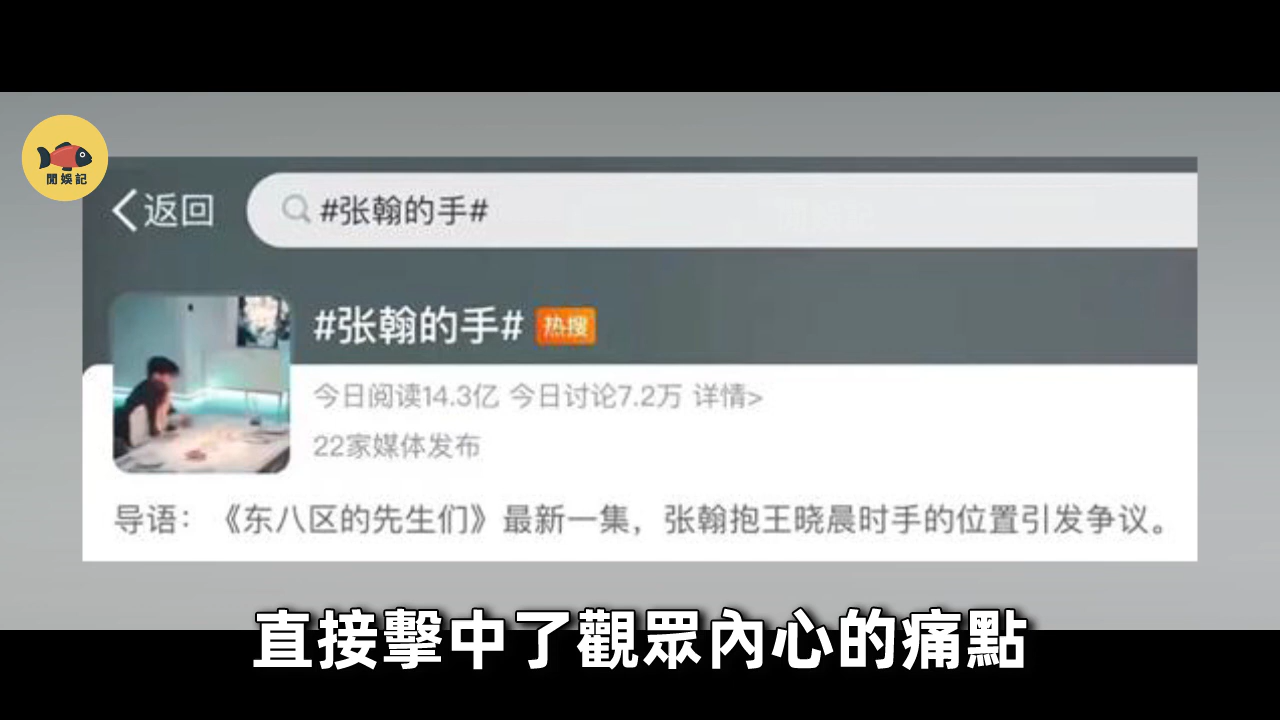 閒娛記
返回
#张翰的手#
#张翰的手# 热搜
今日阅读14.3亿 今日讨论7.2万 详情>
22家媒体发布
导语：《东八区的先生们》最新一集，张翰抱王晓晨时手的位置引发争议。
直接擊中了觀眾內心的痛點